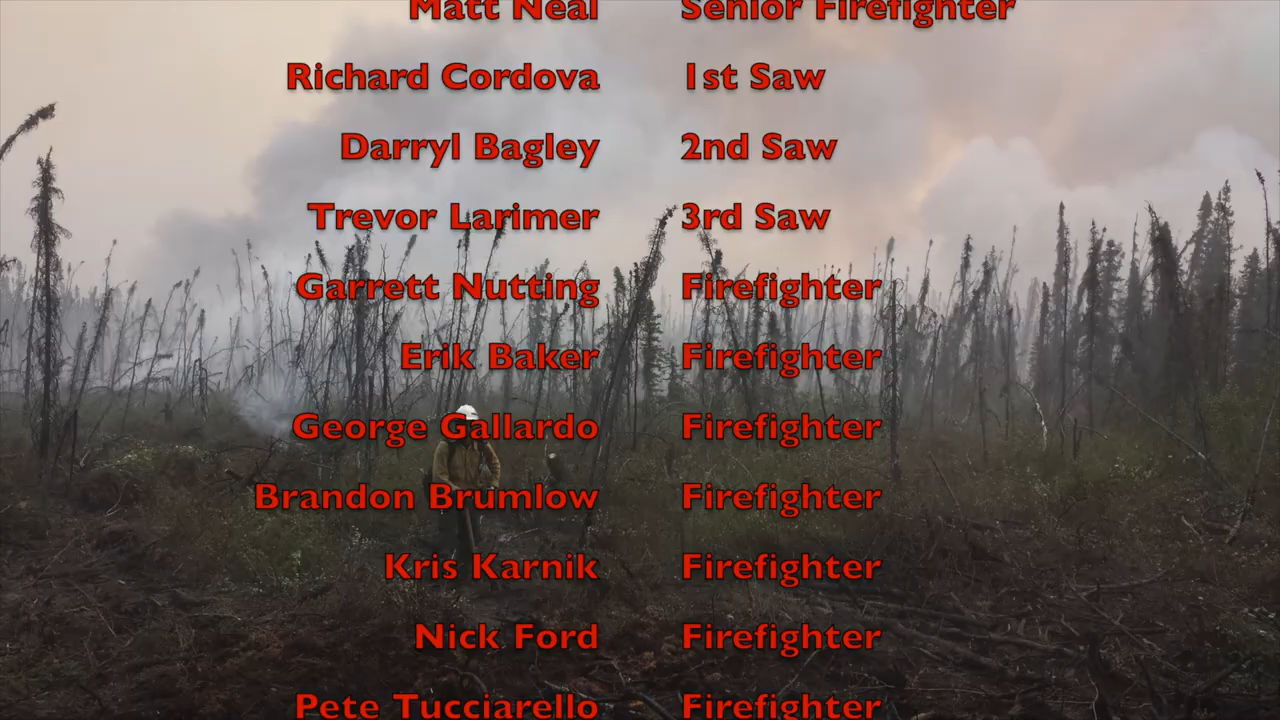 Matt Neal Senior Firefighter
Richard Cordova 1st Saw
Darryl Bagley 2nd Saw
Trevor Larimer 3rd Saw
Garrett Nutting Firefighter
Erik Baker Firefighter
George Gallardo Firefighter
Brandon Brumlow Firefighter
Kris Karnik Firefighter
Nick Ford Firefighter
Pete Tucciarello Firefighter